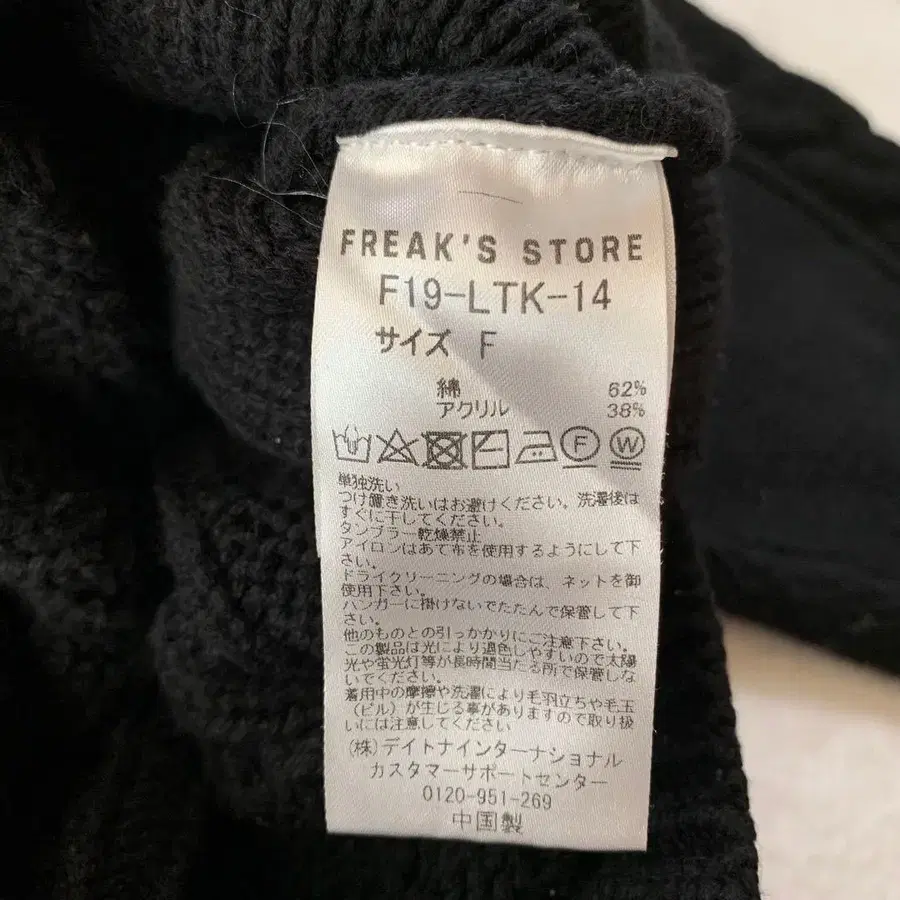 FREAK'S STORE
F19-LTK-14
サイズ F
綿 62%
アクリル 38%
F W
単独洗い
つけ置き洗いはお避けください。洗濯後は
すぐに干してください。
タンブラー乾燥禁止
アイロンはあて布を使用するようにして下
さい。
ドライクリーニングの場合は、ネットを御
使用下さい。
ハンガーに掛けないでたたんで保管して下
さい。
他のものとの引っかかりにご注意下さい。
この製品は光により退色しやすいので太陽
光や蛍光灯等が長時間当たる所で保管しな
いで下さい。
着用中の摩擦や洗濯により毛羽立ちや毛玉
（ピル）が生じる事がありますので取り扱
いには注意してください
(株)デイトナインターナショナル
カスタマーサポートセンター
0120-951-269
中国製